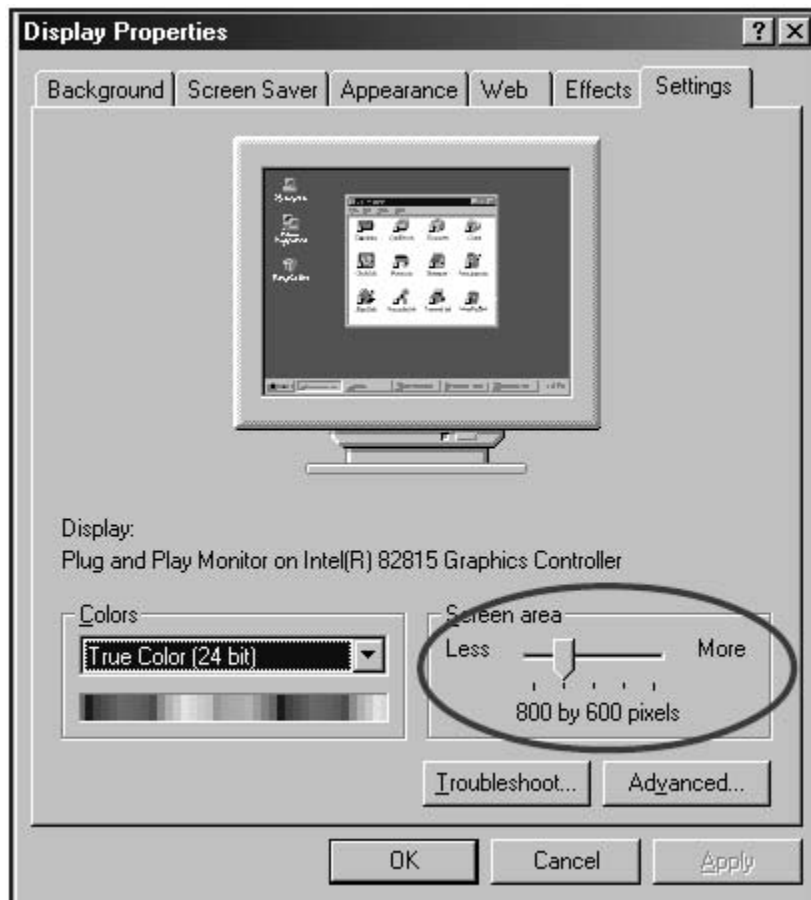 Display Properties
Background Screen Saver Appearance Web Effects Settings
Display:
Plug and Play Monitor on Intel(R) 82815 Graphics Controller
Colors
True Color (24 bit)
Screen area
Less More
800 by 600 pixels
Troubleshoot... Advanced...
OK Cancel Apply